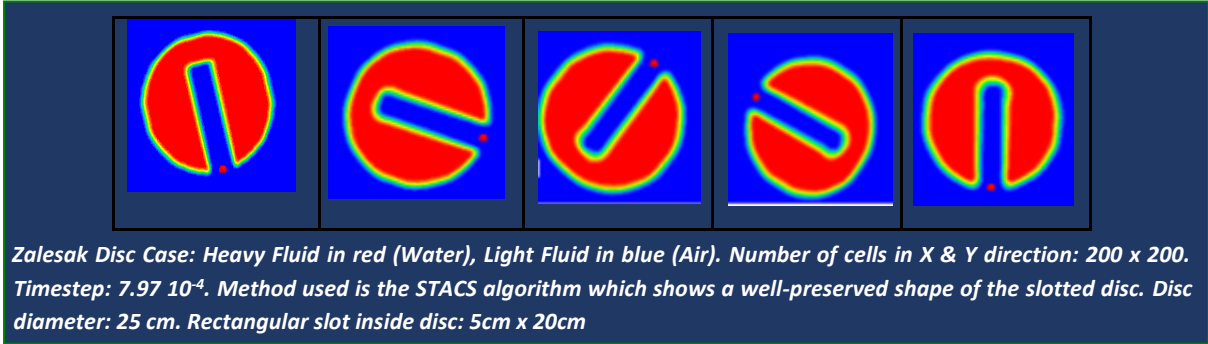 Zalesak Disc Case: Heavy Fluid in red (Water), Light Fluid in blue (Air). Number of cells in X & Y direction: 200 x 200.
Timestep: 7.97 10⁻⁴. Method used is the STACS algorithm which shows a well-preserved shape of the slotted disc. Disc
diameter: 25 cm. Rectangular slot inside disc: 5cm x 20cm